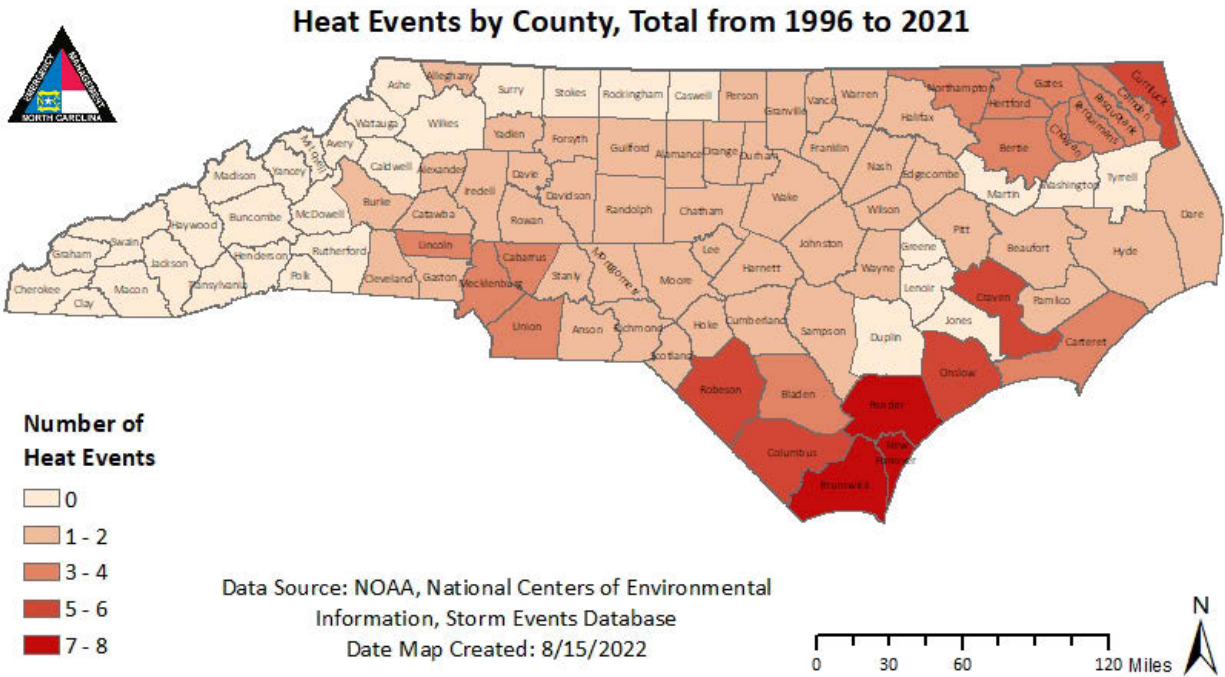 Heat Events by County, Total from 1996 to 2021
EMERGENCY
MANAGEMENT
NORTH CAROLINA
Ashe
Alleghany
Surry
Stokes
Rockingham
Caswell
Person
Granville
Vance
Warren
Halifax
Northampton
Hertford
Gates
Pasquotank
Camden
Currituck
Perquimans
Chowan
Bertie
Watauga
Wilkes
Yadkin
Forsyth
Guilford
Alamance
Orange
Durham
Franklin
Nash
Edgecombe
Martin
Washington
Tyrrell
Dare
Avery
Mitchell
Caldwell
Alexander
Iredell
Davie
Davidson
Randolph
Chatham
Wake
Wilson
Pitt
Beaufort
Hyde
Madison
Yancey
McDowell
Burke
Catawba
Rowan
Johnston
Greene
Haywood
Buncombe
Rutherford
Lincoln
Cabarrus
Stanly
Montgomery
Moore
Lee
Harnett
Wayne
Lenoir
Craven
Pamlico
Swain
Graham
Jackson
Henderson
Polk
Cleveland
Gaston
Mecklenburg
Cherokee
Clay
Macon
Transylvania
Union
Anson
Richmond
Scotland
Hoke
Cumberland
Sampson
Duplin
Jones
Carteret
Onslow
Robeson
Bladen
Pender
Columbus
New
Hanover
Brunswick
Number of
Heat Events
0
1 - 2
3 - 4
5 - 6
7 - 8
Data Source: NOAA, National Centers of Environmental
Information, Storm Events Database
Date Map Created: 8/15/2022
N
0 30 60 120 Miles